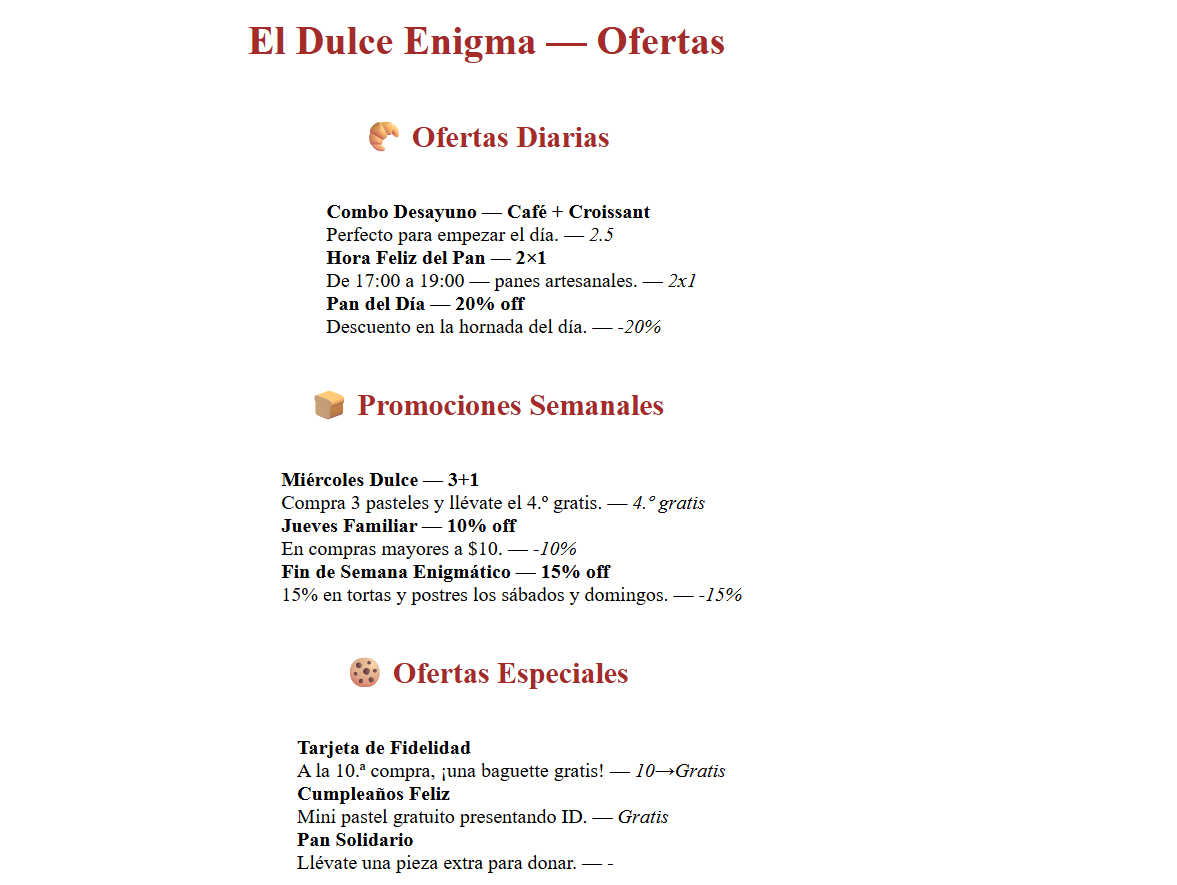 El Dulce Enigma — Ofertas
🥐 Ofertas Diarias
Combo Desayuno — Café + Croissant
Perfecto para empezar el día. — 2.5
Hora Feliz del Pan — 2×1
De 17:00 a 19:00 — panes artesanales. — 2x1
Pan del Día — 20% off
Descuento en la hornada del día. — -20%
🍞 Promociones Semanales
Miércoles Dulce — 3+1
Compra 3 pasteles y llévate el 4.º gratis. — 4.º gratis
Jueves Familiar — 10% off
En compras mayores a $10. — -10%
Fin de Semana Enigmático — 15% off
15% en tortas y postres los sábados y domingos. — -15%
🍪 Ofertas Especiales
Tarjeta de Fidelidad
A la 10.ª compra, ¡una baguette gratis! — 10→Gratis
Cumpleaños Feliz
Mini pastel gratuito presentando ID. — Gratis
Pan Solidario
Llévate una pieza extra para donar. — -